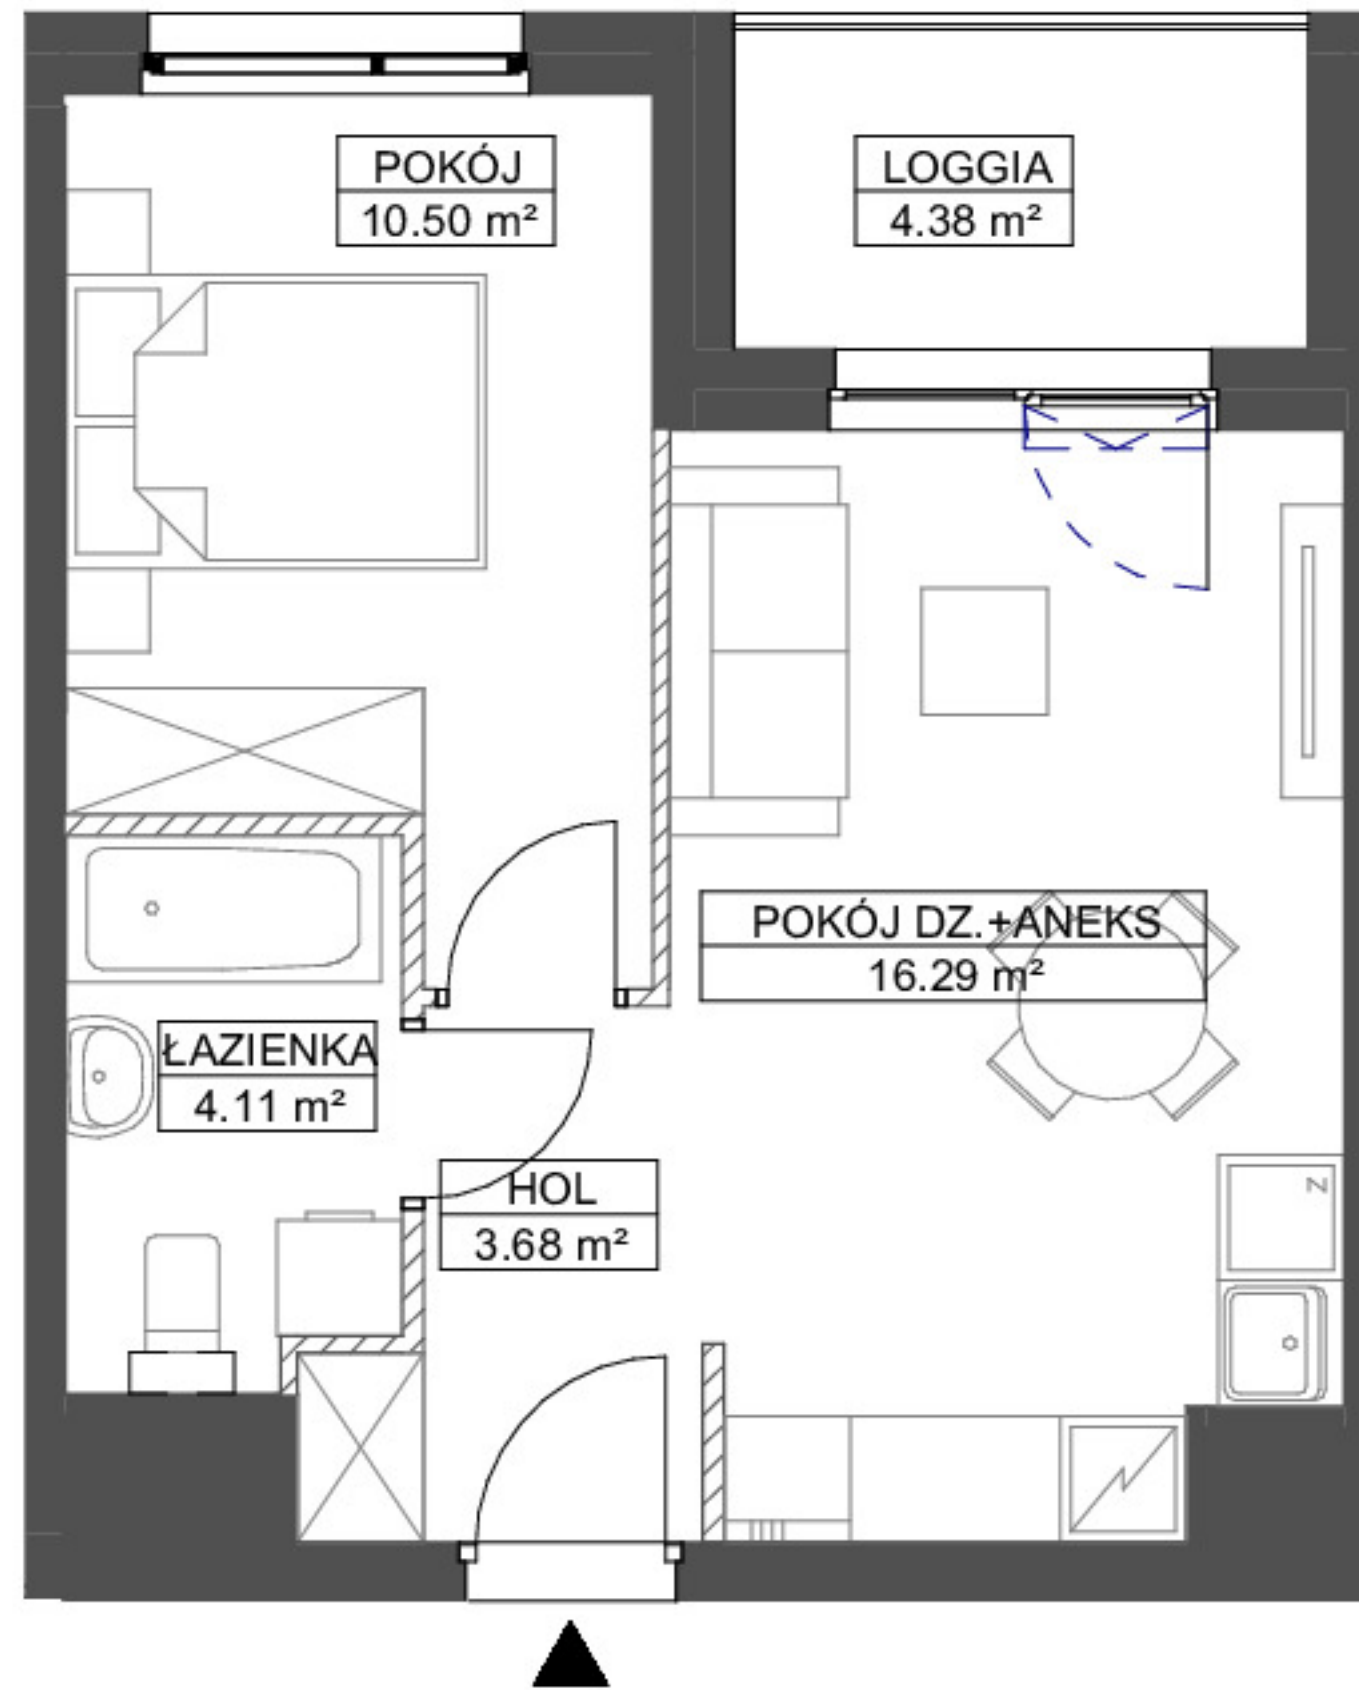 POKÓJ
10.50 m²
LOGGIA
4.38 m²
POKÓJ DZ.+ANEKS
16.29 m²
ŁAZIENKA
4.11 m²
HOL
3.68 m²
Z